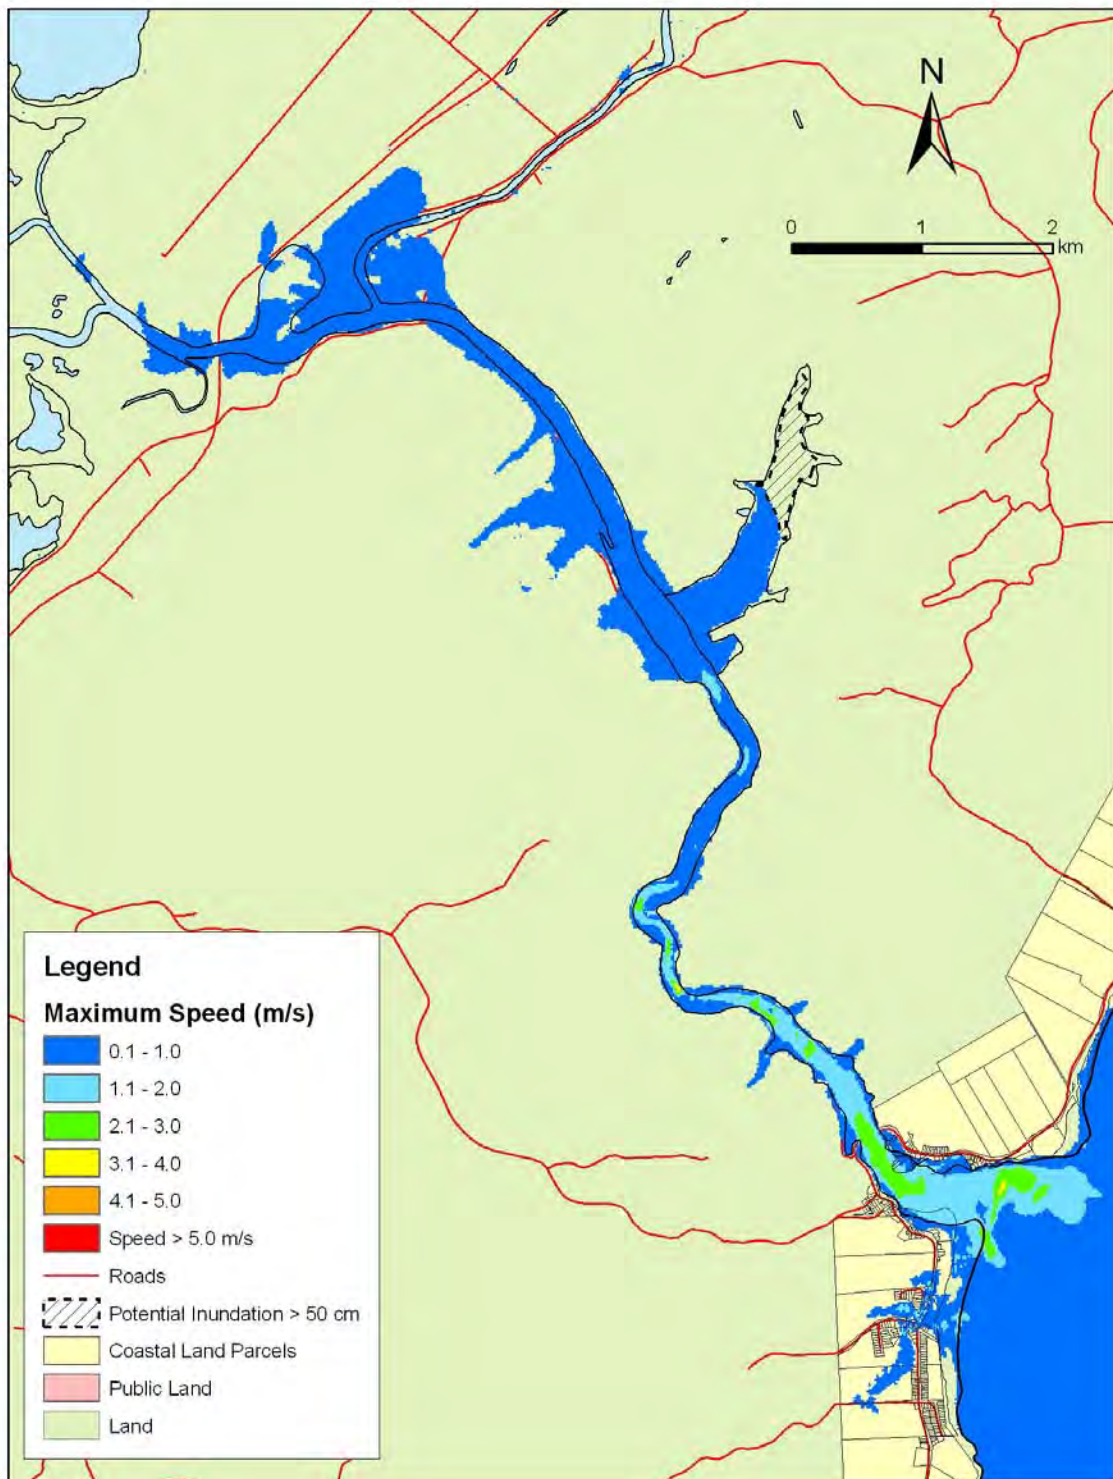 N
0 1 2
km
Legend
Maximum Speed (m/s)
0.1 - 1.0
1.1 - 2.0
2.1 - 3.0
3.1 - 4.0
4.1 - 5.0
Speed > 5.0 m/s
Roads
Potential Inundation > 50 cm
Coastal Land Parcels
Public Land
Land